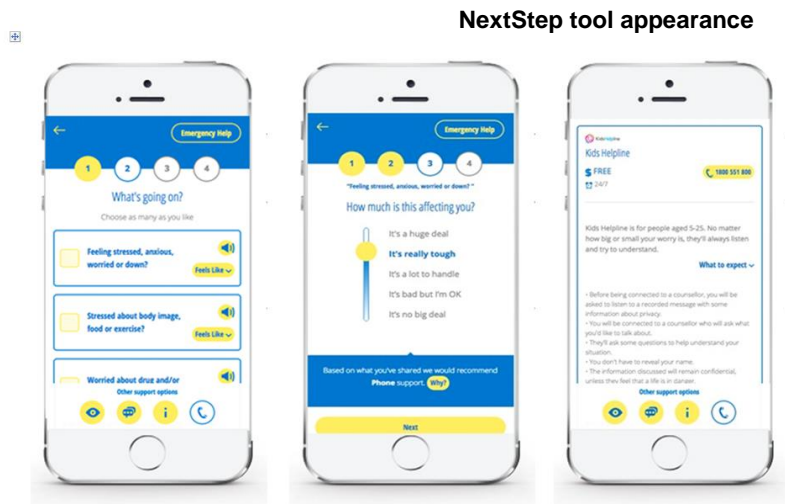 NextStep tool appearance
Emergency Help
1 2 3 4
What's going on?
Choose as many as you like
Feeling stressed, anxious,
worried or down?
Feels Like
Stressed about body image,
food or exercise?
Feels Like
Worried about drug and/or
Other support options
Emergency Help
1 2 3 4
"Feeling stressed, anxious, worried or down? "
How much is this affecting you?
It's a huge deal
It's really tough
It's a lot to handle
It's bad but I'm OK
It's no big deal
Based on what you've shared we would recommend
Phone support. Why?
Next
Kids Helpline
Kids Helpline
$ FREE
1800 551 800
24/7
Kids Helpline is for people aged 5-25. No matter
how big or small your worry is, they'll always listen
and try to understand.
What to expect
• Before being connected to a counsellor, you will be
asked to listen to a recorded message with some
information about privacy.
• You will be connected to a counsellor who will ask what
you'd like to talk about.
• They'll ask some questions to help understand your
situation.
• You don't have to reveal your name.
• The information discussed will remain confidential,
unless they feel that a life is in danger.
Other support options